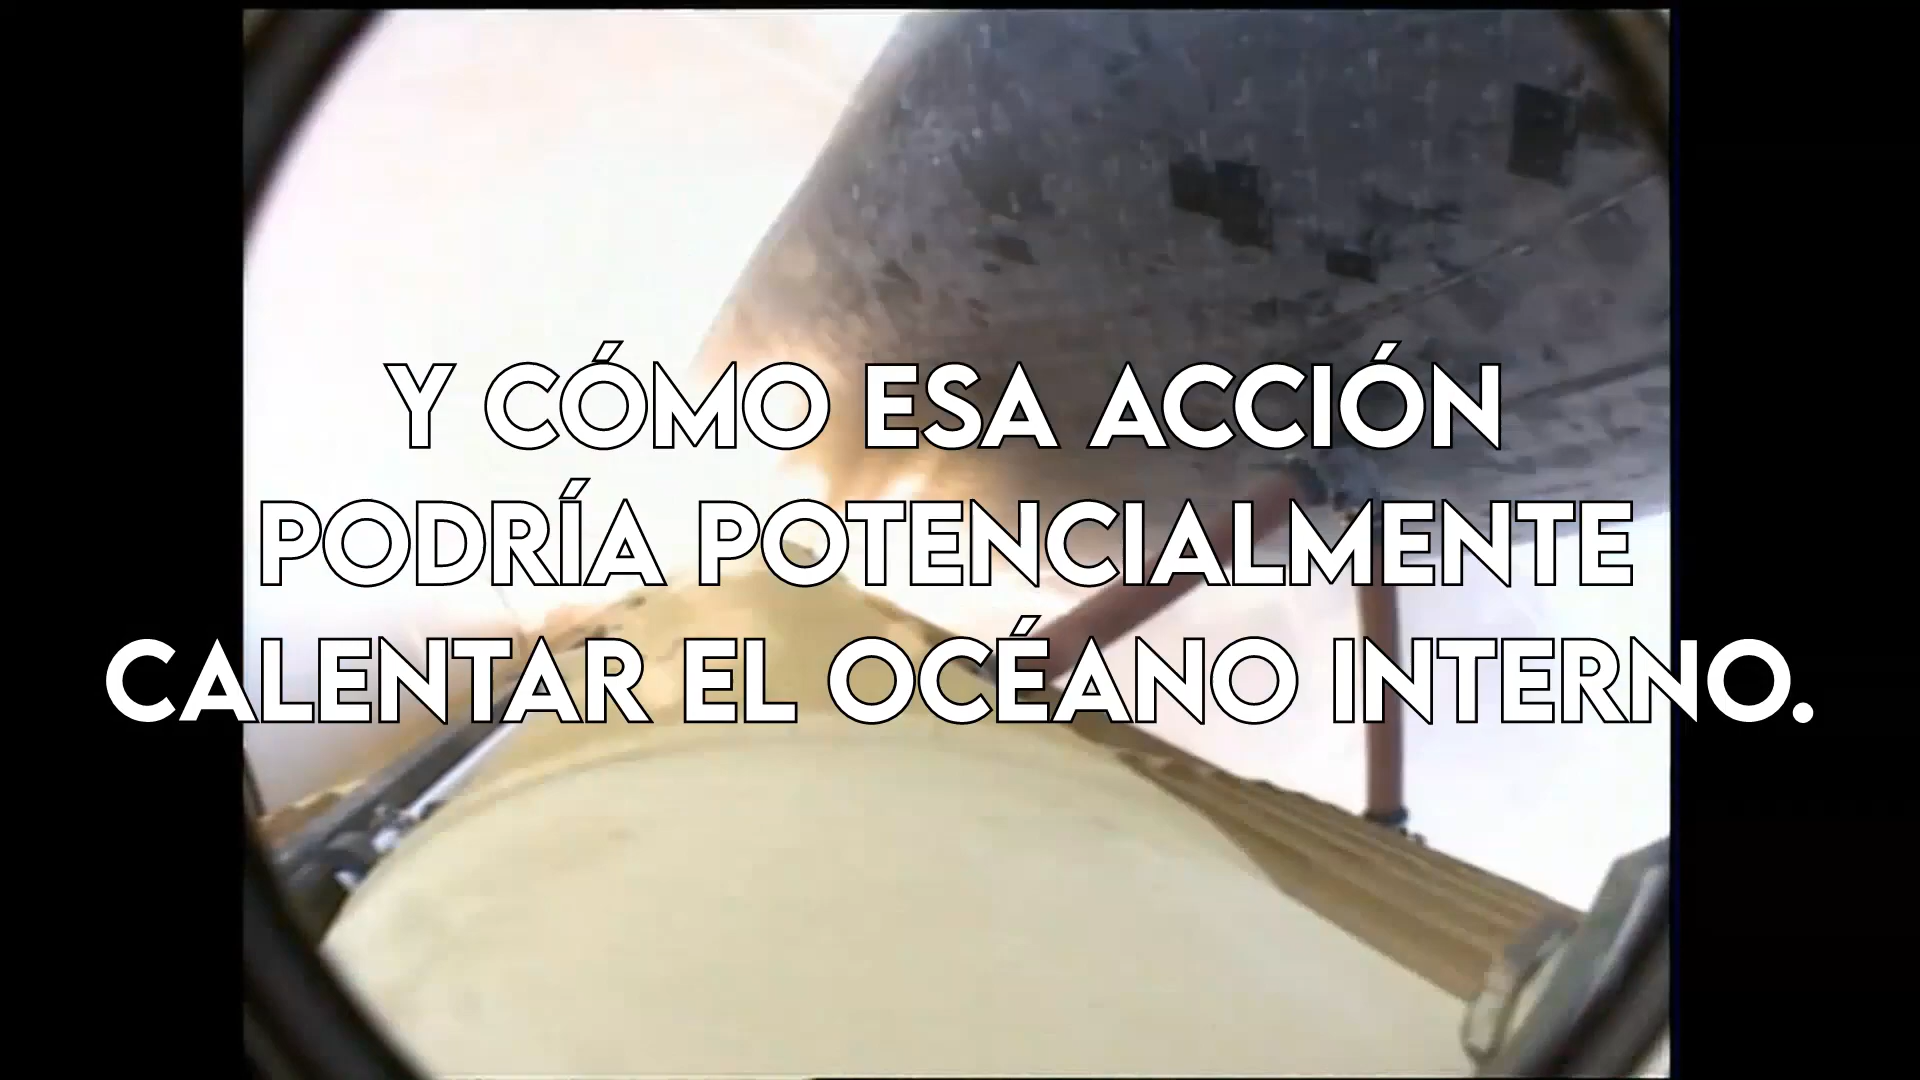 Y CÓMO ESA ACCIÓN
PODRÍA POTENCIALMENTE
CALENTAR EL OCÉANO INTERNO.